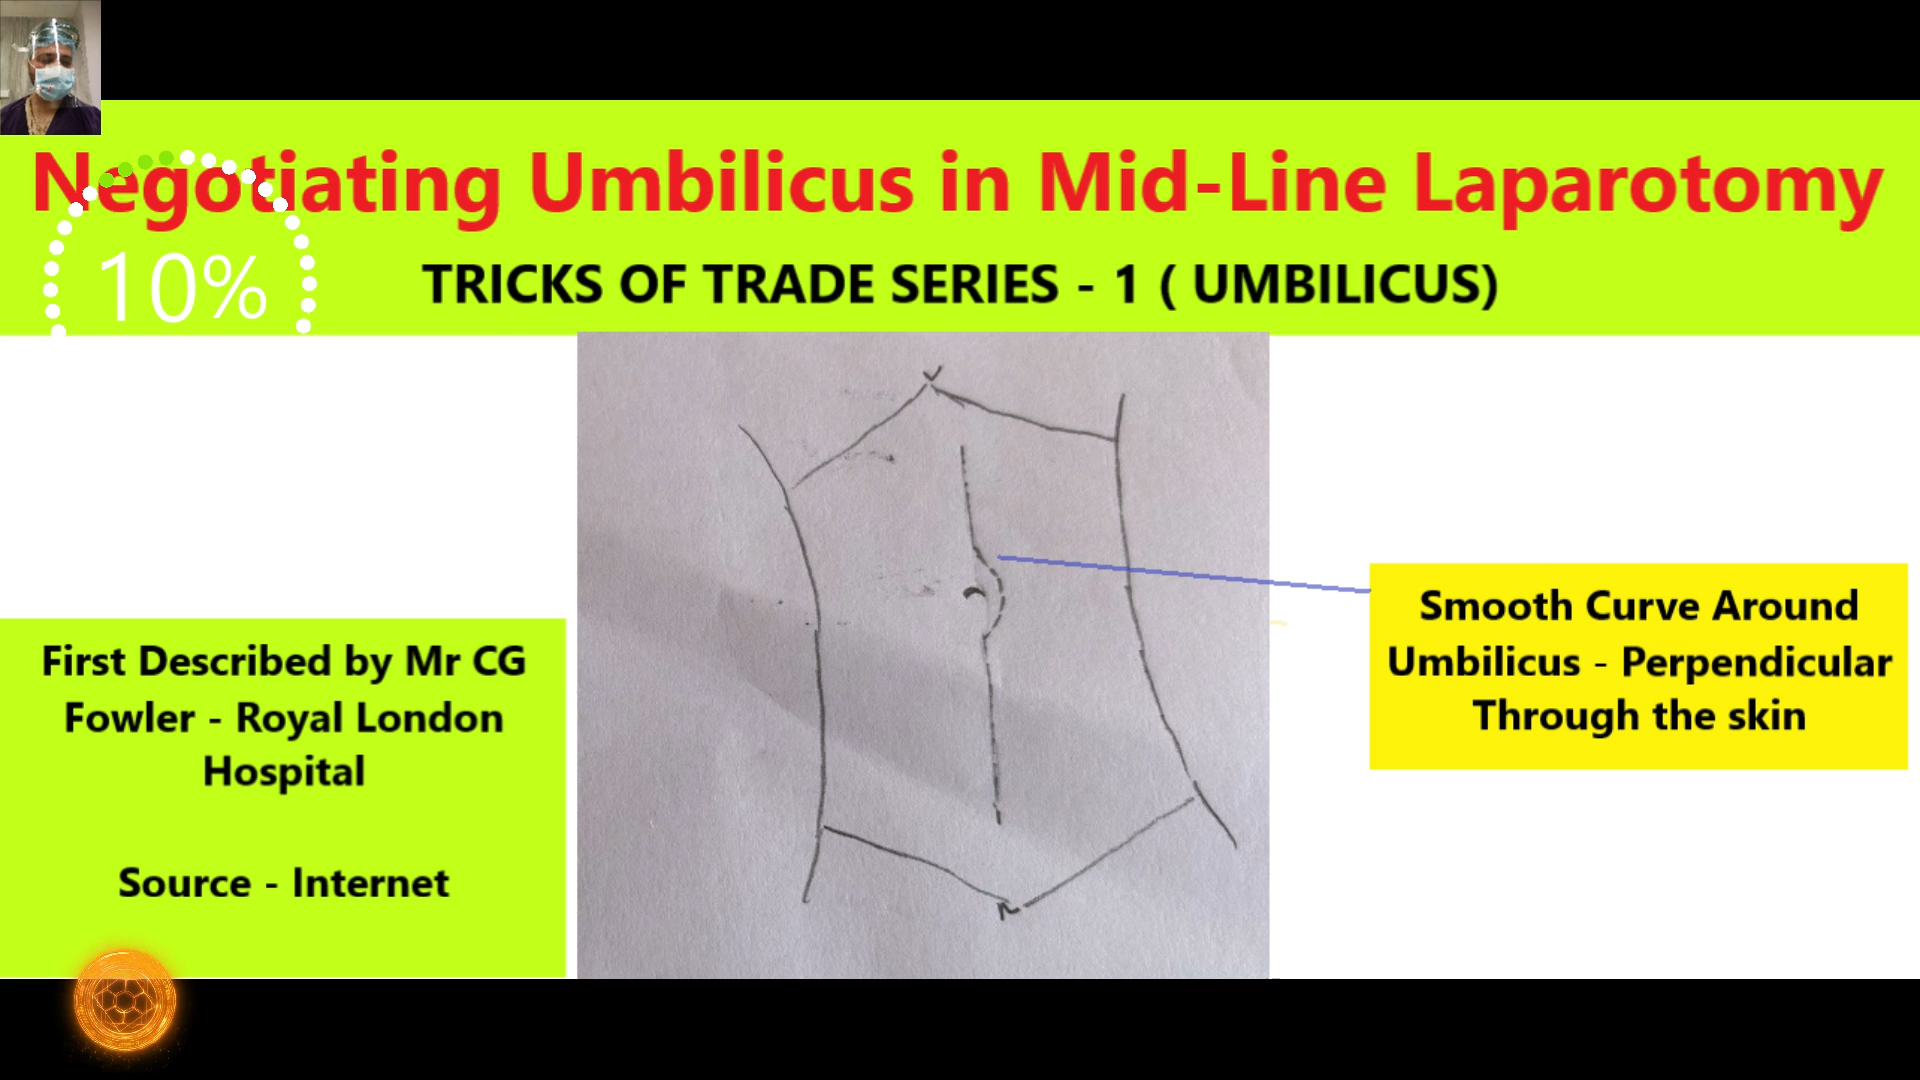 Negotiating Umbilicus in Mid-Line Laparotomy
10%
TRICKS OF TRADE SERIES - 1 ( UMBILICUS)
First Described by Mr CG
Fowler - Royal London
Hospital
Source - Internet
Smooth Curve Around
Umbilicus - Perpendicular
Through the skin